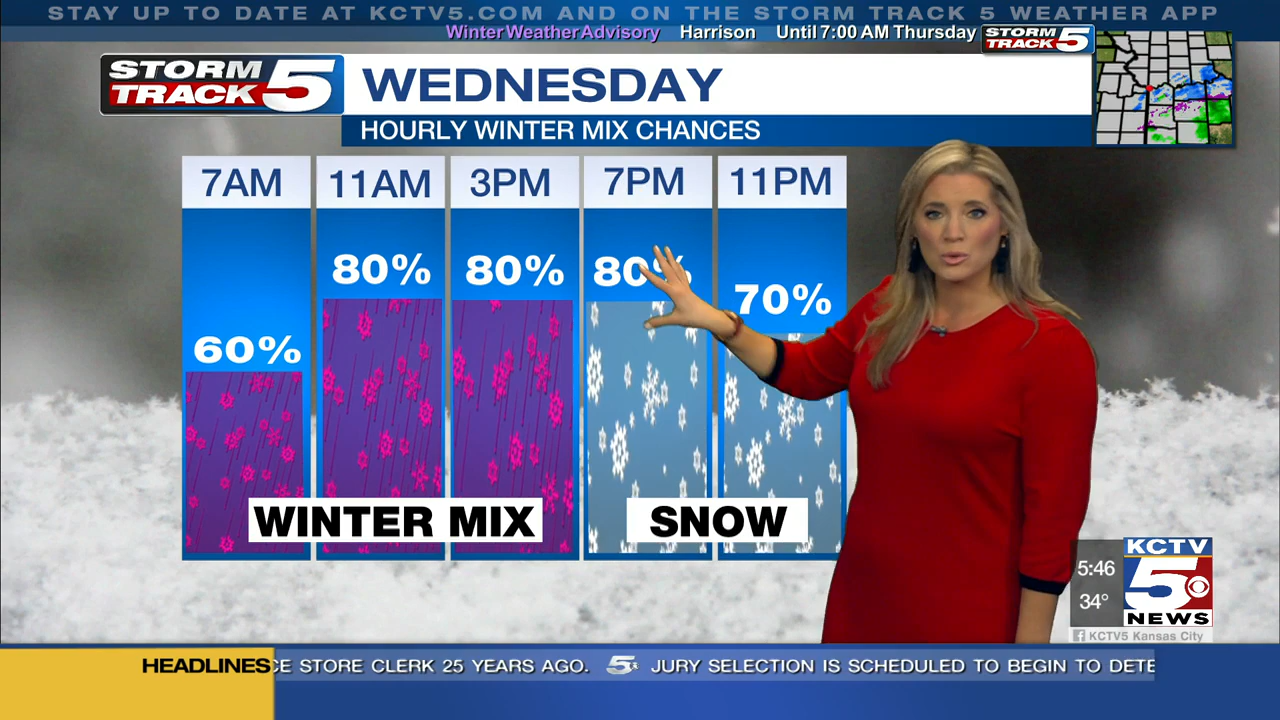 STAY UP TO DATE AT KCTV5.COM AND ON THE STORM TRACK 5 WEATHER APP
Winter Weather Advisory Harrison Until 7:00 AM Thursday
STORM TRACK 5
STORM TRACK 5
WEDNESDAY
HOURLY WINTER MIX CHANCES
7AM 11AM 3PM 7PM 11PM
60% 80% 80% 80% 70%
WINTER MIX SNOW
5:46
34°
KCTV
5
NEWS
KCTV5 Kansas City
HEADLINES CE STORE CLERK 25 YEARS AGO. 5 JURY SELECTION IS SCHEDULED TO BEGIN TO DETE